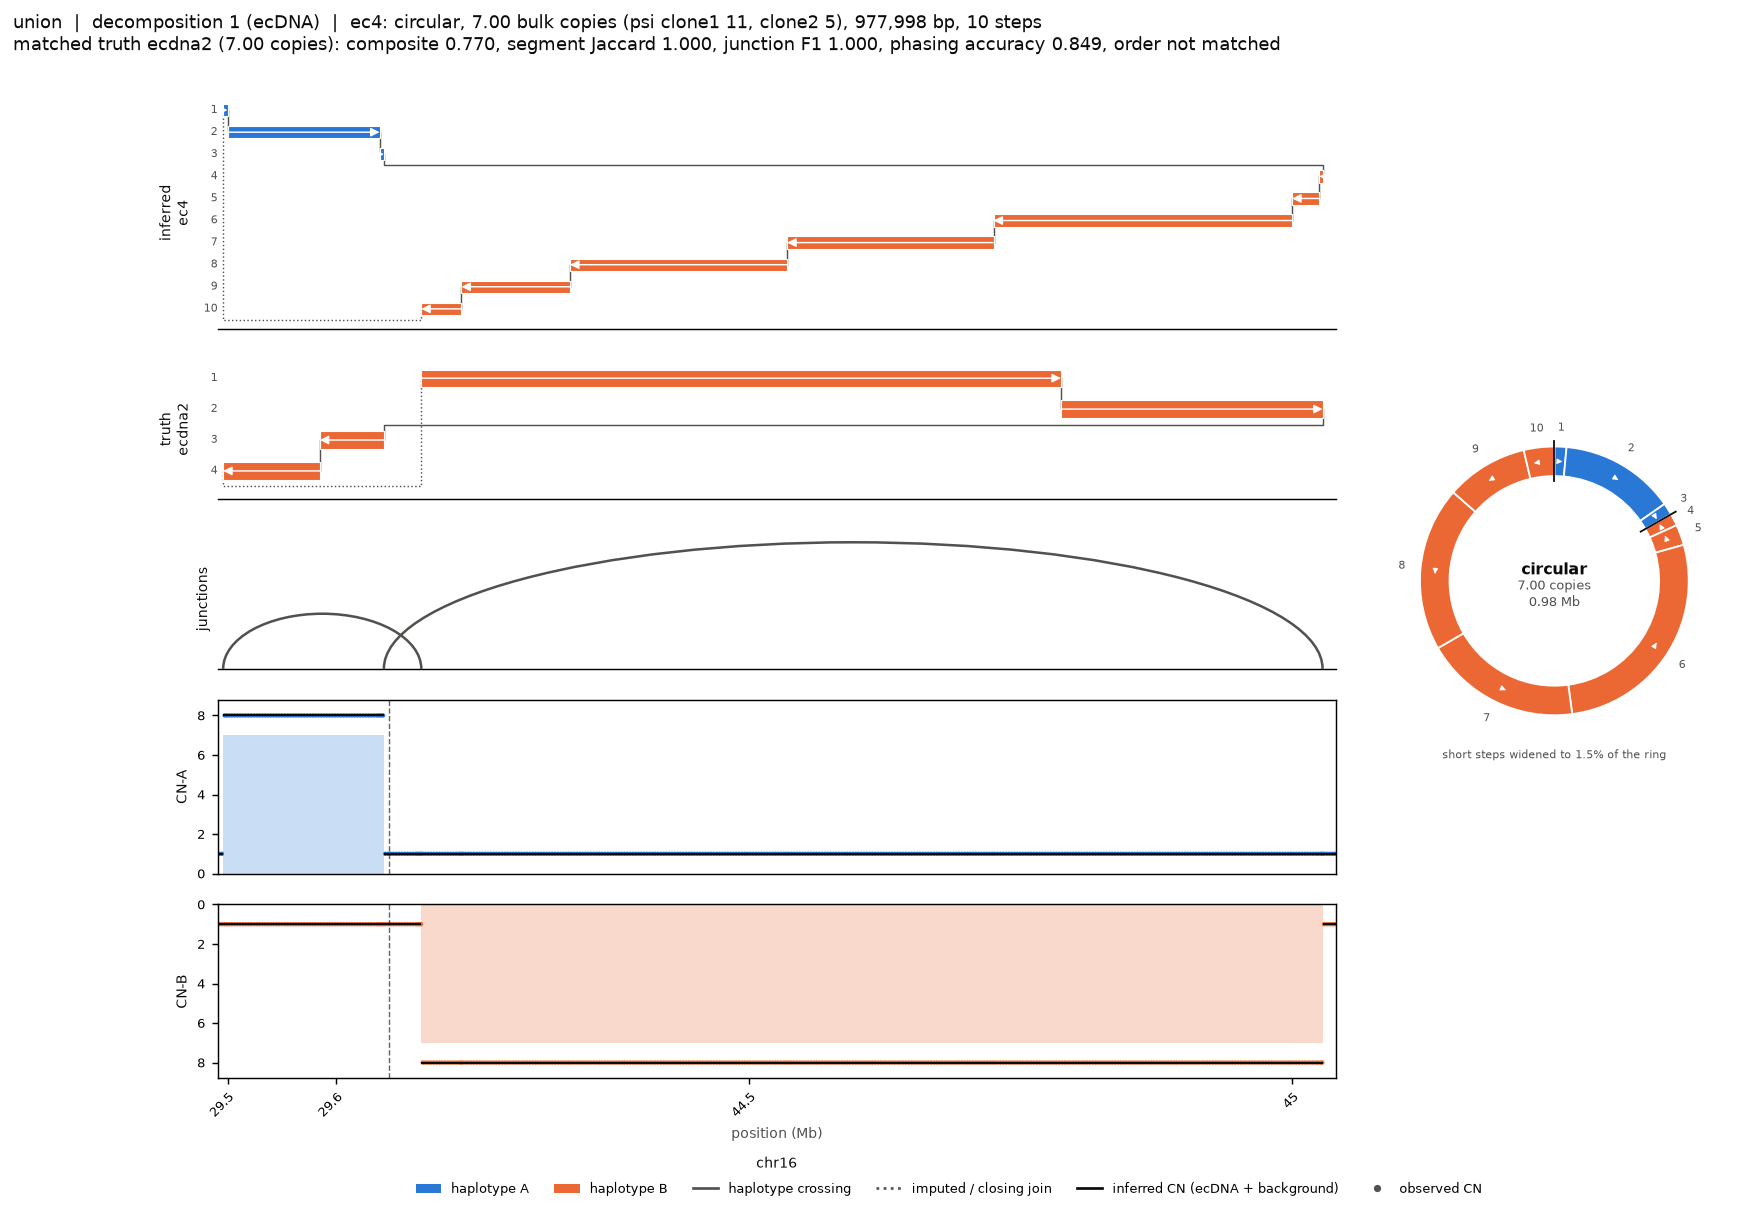 union | decomposition 1 (ecDNA) | ec4: circular, 7.00 bulk copies (psi clone1 11, clone2 5), 977,998 bp, 10 steps
matched truth ecdna2 (7.00 copies): composite 0.770, segment Jaccard 1.000, junction F1 1.000, phasing accuracy 0.849, order not matched
inferred
ec4
1
2
3
4
5
6
7
8
9
10
truth
ecdna2
1
2
3
4
junctions
CN-A
8
6
4
2
0
CN-B
0
2
4
6
8
29.5
29.6
44.5
45
position (Mb)
chr16
10
1
2
3
4
5
6
7
8
9
circular
7.00 copies
0.98 Mb
short steps widened to 1.5% of the ring
haplotype A
haplotype B
haplotype crossing
imputed / closing join
inferred CN (ecDNA + background)
observed CN